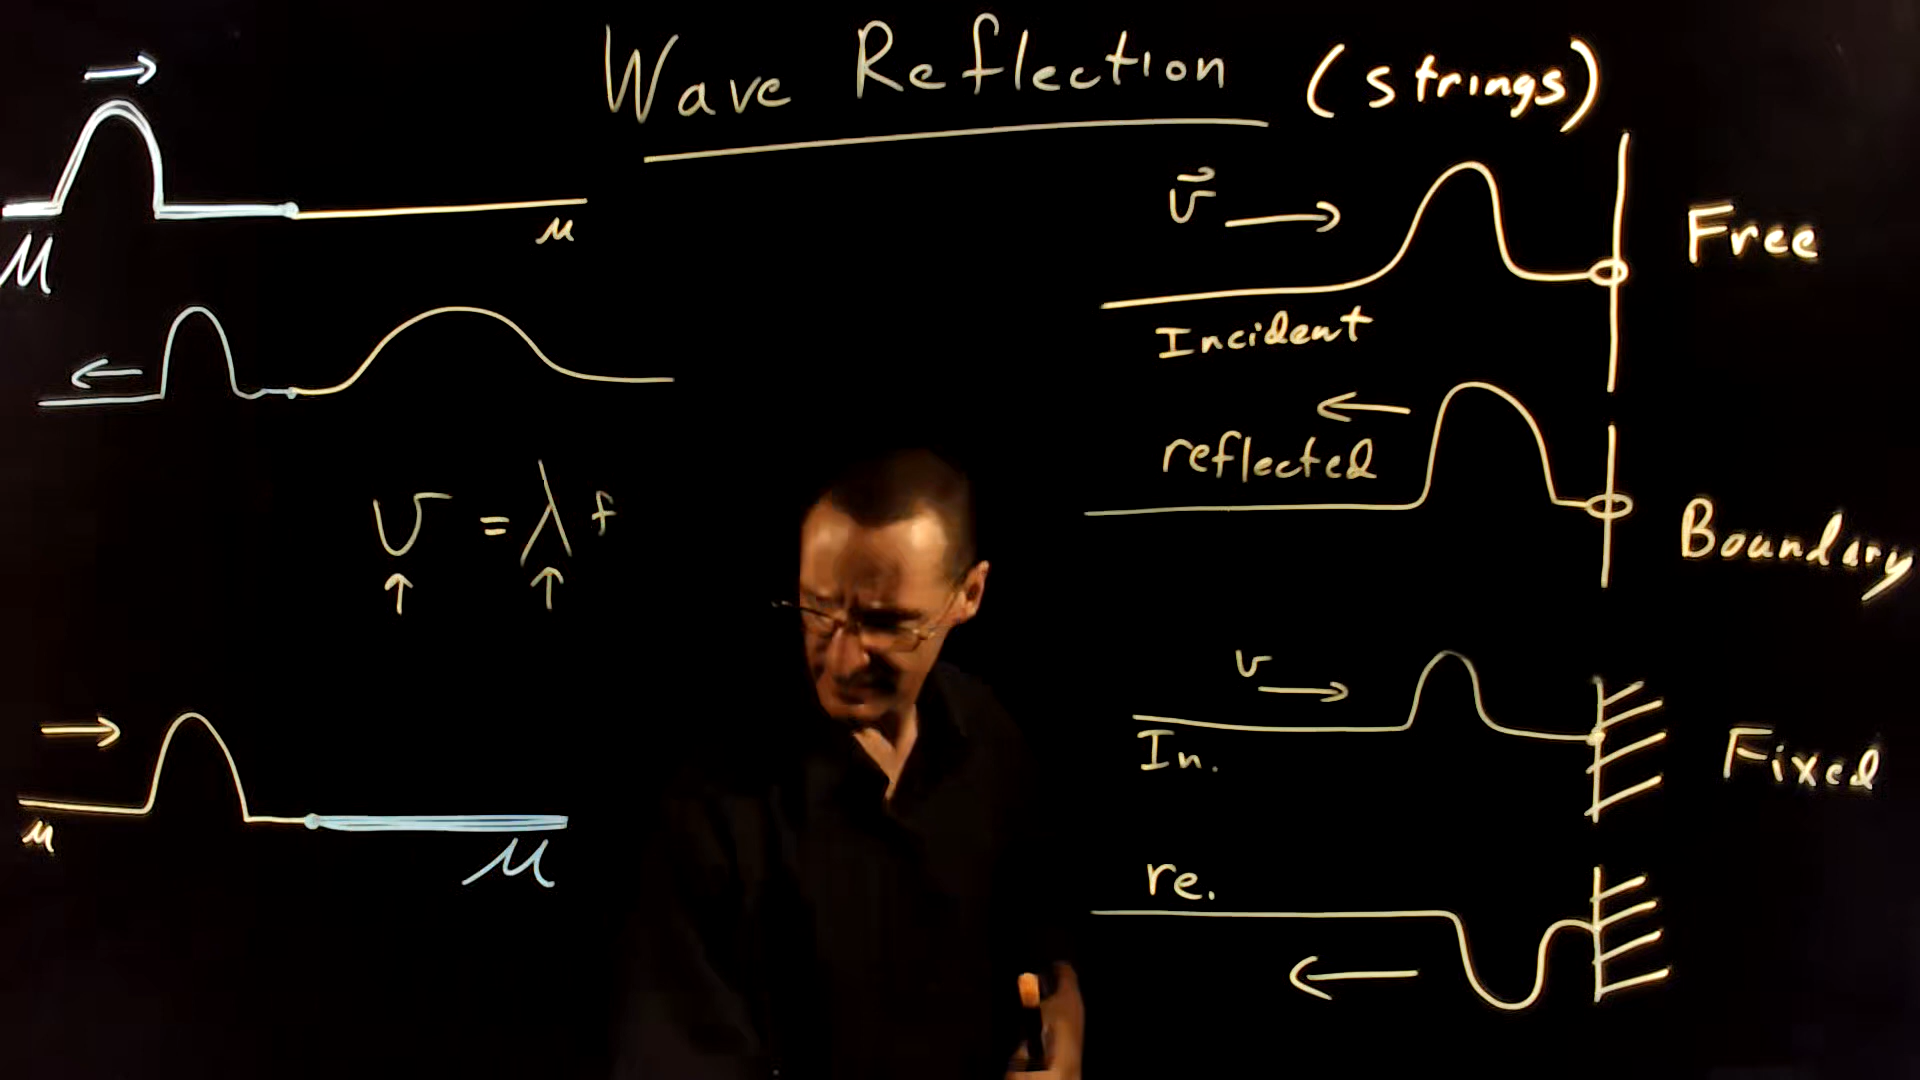 Wave Reflection (strings)
μ
μ
v = λ f
μ
μ
v
Free
Incident
reflected
Boundary
v
In.
Fixed
re.